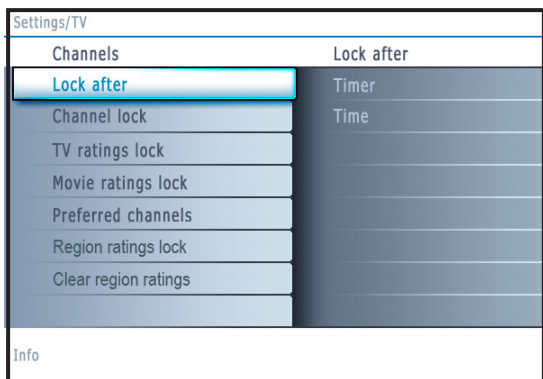 Settings/TV
Channels
Lock after
Lock after
Timer
Channel lock
Time
TV ratings lock
Movie ratings lock
Preferred channels
Region ratings lock
Clear region ratings
Info